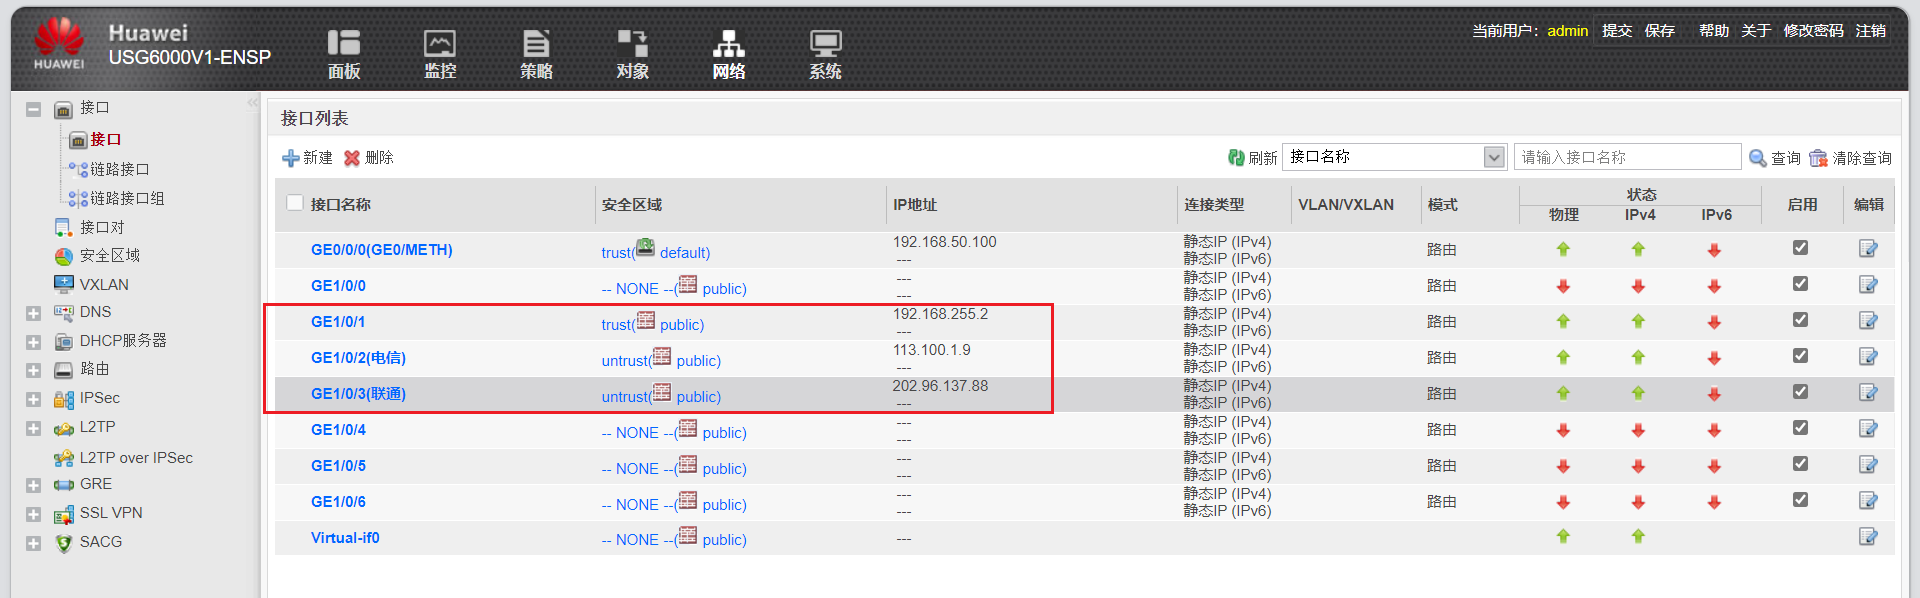 Huawei
USG6000V1-ENSP
HUAWEI
面板
监控
策略
对象
网络
系统
当前用户： admin 提交 保存 帮助 关于 修改密码 注销
接口
接口
链路接口
链路接口组
接口对
安全区域
VXLAN
DNS
DHCP服务器
路由
IPSec
L2TP
L2TP over IPSec
GRE
SSL VPN
SACG
接口列表
新建 删除 刷新 接口名称 请输入接口名称 查询 清除查询
接口名称 安全区域 IP地址 连接类型 VLAN/VXLAN 模式 状态 启用 编辑
物理 IPv4 IPv6
GE0/0/0(GE0/METH) trust( default) 192.168.50.100 静态IP (IPv4) 路由
--- 静态IP (IPv6)
GE1/0/0 -- NONE --( public) --- 静态IP (IPv4) 路由
--- 静态IP (IPv6)
GE1/0/1 trust( public) 192.168.255.2 静态IP (IPv4) 路由
--- 静态IP (IPv6)
GE1/0/2(电信) untrust( public) 113.100.1.9 静态IP (IPv4) 路由
--- 静态IP (IPv6)
GE1/0/3(联通) untrust( public) 202.96.137.88 静态IP (IPv4) 路由
--- 静态IP (IPv6)
GE1/0/4 -- NONE --( public) --- 静态IP (IPv4) 路由
--- 静态IP (IPv6)
GE1/0/5 -- NONE --( public) --- 静态IP (IPv4) 路由
--- 静态IP (IPv6)
GE1/0/6 -- NONE --( public) --- 静态IP (IPv4) 路由
--- 静态IP (IPv6)
Virtual-if0 -- NONE --( public) ---